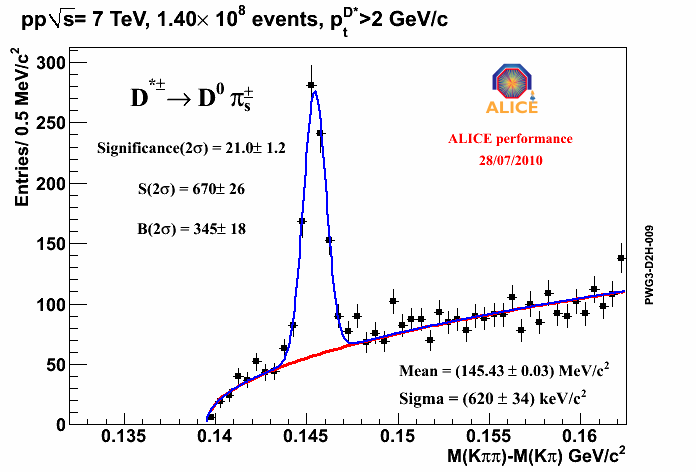 pp√s= 7 TeV, 1.40× 10⁸ events, pₜᴰ*>2 GeV/c
Entries/ 0.5 MeV/c²
300
250
200
150
100
50
0
D*± → D⁰ πₛ±
Significance(2σ) = 21.0± 1.2
S(2σ) = 670± 26
B(2σ) = 345± 18
ALICE
ALICE performance
28/07/2010
PWG3-D2H-009
Mean = (145.43 ± 0.03) MeV/c²
Sigma = (620 ± 34) keV/c²
0.135 0.14 0.145 0.15 0.155 0.16
M(Kππ)-M(Kπ) GeV/c²